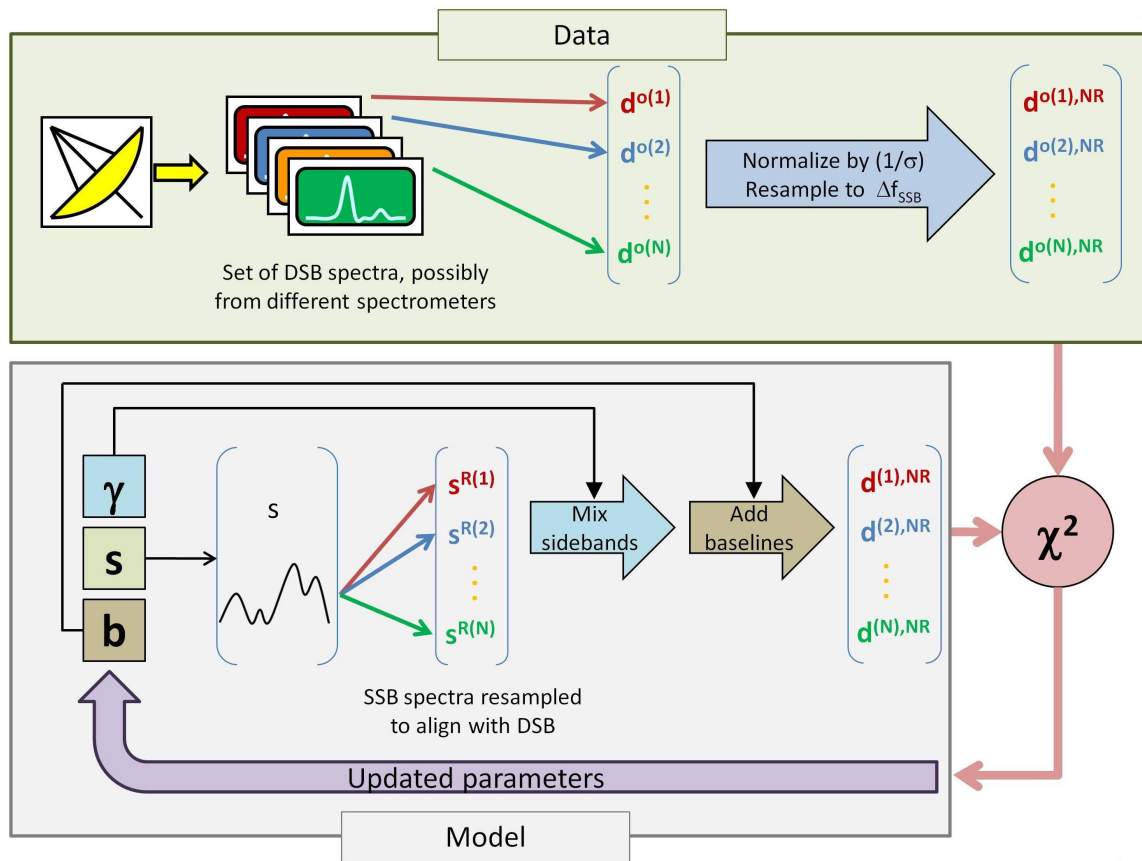 Data
d^o(1)
d^o(2)
⋮
d^o(N)
Normalize by (1/σ)
Resample to Δf_SSB
d^o(1),NR
d^o(2),NR
⋮
d^o(N),NR
Set of DSB spectra, possibly
from different spectrometers
γ
s
b
s
s^R(1)
s^R(2)
⋮
s^R(N)
Mix
sidebands
Add
baselines
d^(1),NR
d^(2),NR
⋮
d^(N),NR
χ²
SSB spectra resampled
to align with DSB
Updated parameters
Model